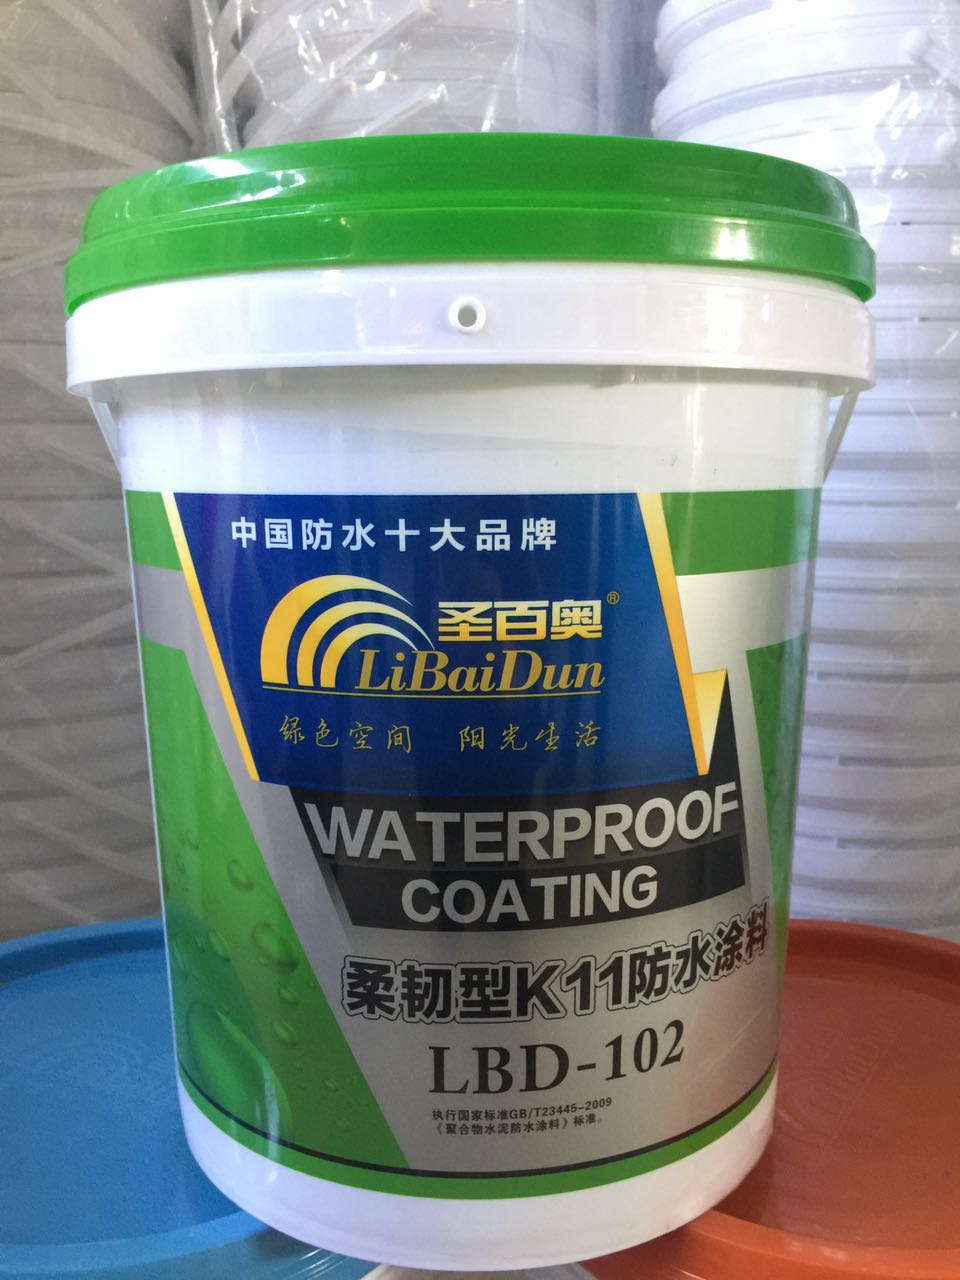 中国防水十大品牌
圣百奥®
LiBaiDun
绿色空间 阳光生活
WATERPROOF
COATING
柔韧型K11防水涂料
LBD-102
执行国家标准GB/T23445-2009
《聚合物水泥防水涂料》标准。